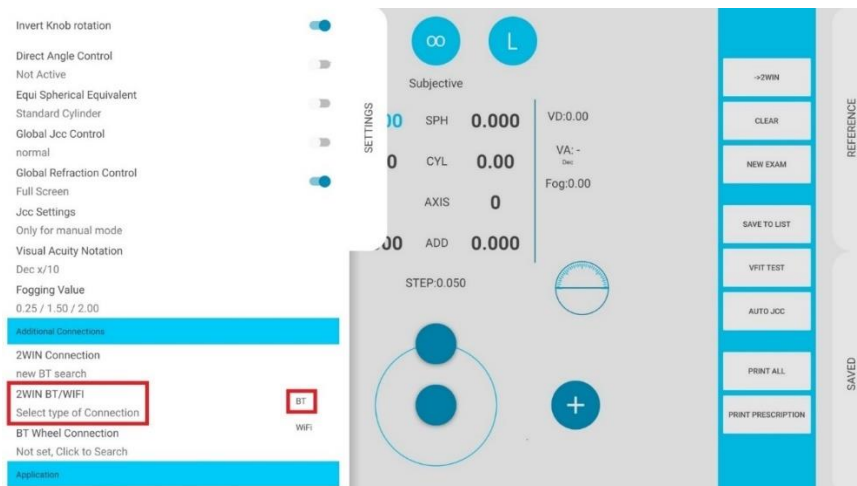 Invert Knob rotation
Direct Angle Control
Not Active
Equi Spherical Equivalent
Standard Cylinder
Global Jcc Control
normal
Global Refraction Control
Full Screen
Jcc Settings
Only for manual mode
Visual Acuity Notation
Dec x/10
Fogging Value
0.25 / 1.50 / 2.00
Additional Connections
2WIN Connection
new BT search
2WIN BT/WIFI
Select type of Connection
BT
WiFi
BT Wheel Connection
Not set, Click to Search
Application
SETTINGS
∞ L
Subjective
00 SPH 0.000
0 CYL 0.00
AXIS 0
00 ADD 0.000
VD:0.00
VA: -
Dec
Fog:0.00
STEP:0.050
+
->2WIN
CLEAR
NEW EXAM
SAVE TO LIST
VFIT TEST
AUTO JCC
PRINT ALL
PRINT PRESCRIPTION
REFERENCE
SAVED